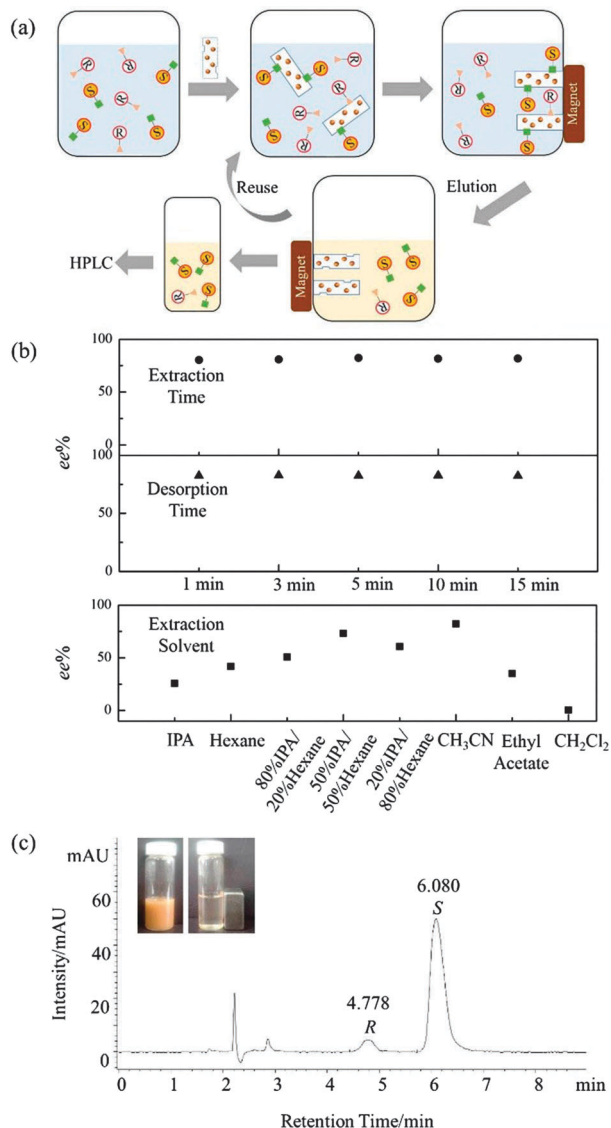 (a)
R
R
R
R
R
S
S
S
S
R
R
R
R
R
S
S
S
S
R
R
R
R
R
S
S
S
S
Magnet
Reuse
Elution
HPLC
S
S
S
R
Magnet
S
S
S
R
(b)
100
Extraction
Time
50
0
100
Desorption
Time
50
0
ee%
1 min 3 min 5 min 10 min 15 min
100
Extraction
Solvent
50
0
ee%
IPA
Hexane
80%IPA/
20%Hexane
50%IPA/
50%Hexane
20%IPA/
80%Hexane
CH₃CN
Ethyl
Acetate
CH₂Cl₂
(c)
mAU
60
40
20
0
Intensity/mAU
4.778
R
6.080
S
0 1 2 3 4 5 6 7 8 min
Retention Time/min